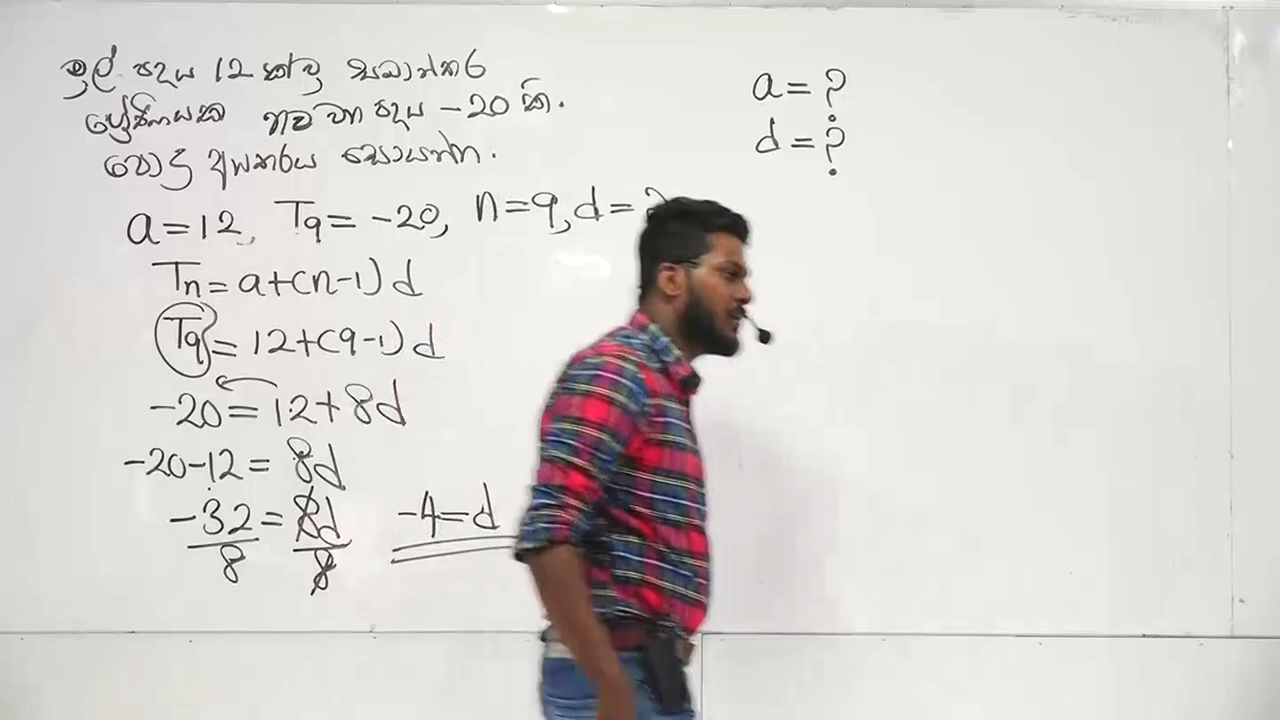 මුල් පදය 12 ක් වූ සමාන්තර
ශ්‍රේණියක නව වන පදය -20 කි.
පොදු අන්තරය සොයන්න.
a=12, T9 = -20, n=9, d=?
Tn= a+(n-1) d
T9 = 12+(9-1) d
-20 = 12+8d
-20-12 = 8d
-32/8 = 8d/8
-4=d
a=?
d=?